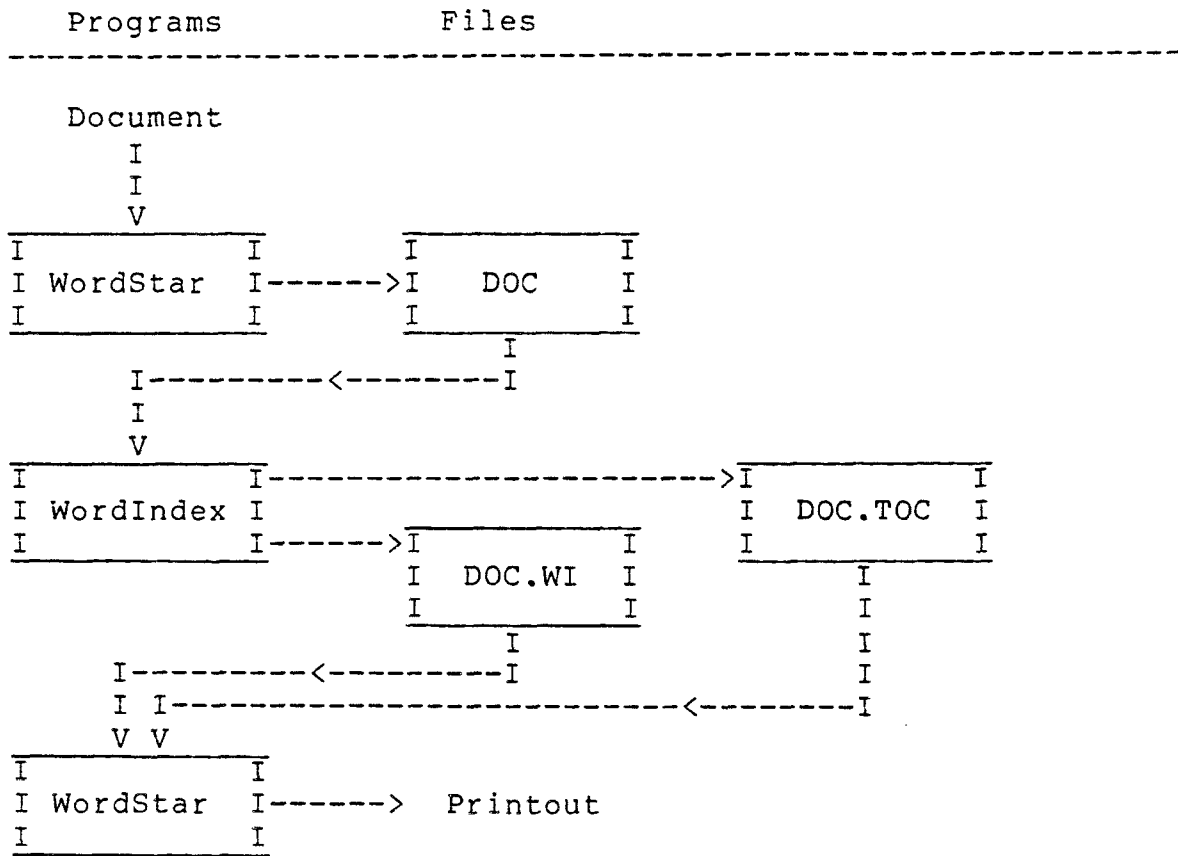 Programs Files
Document
WordStar DOC
WordIndex DOC.TOC
DOC.WI
WordStar Printout